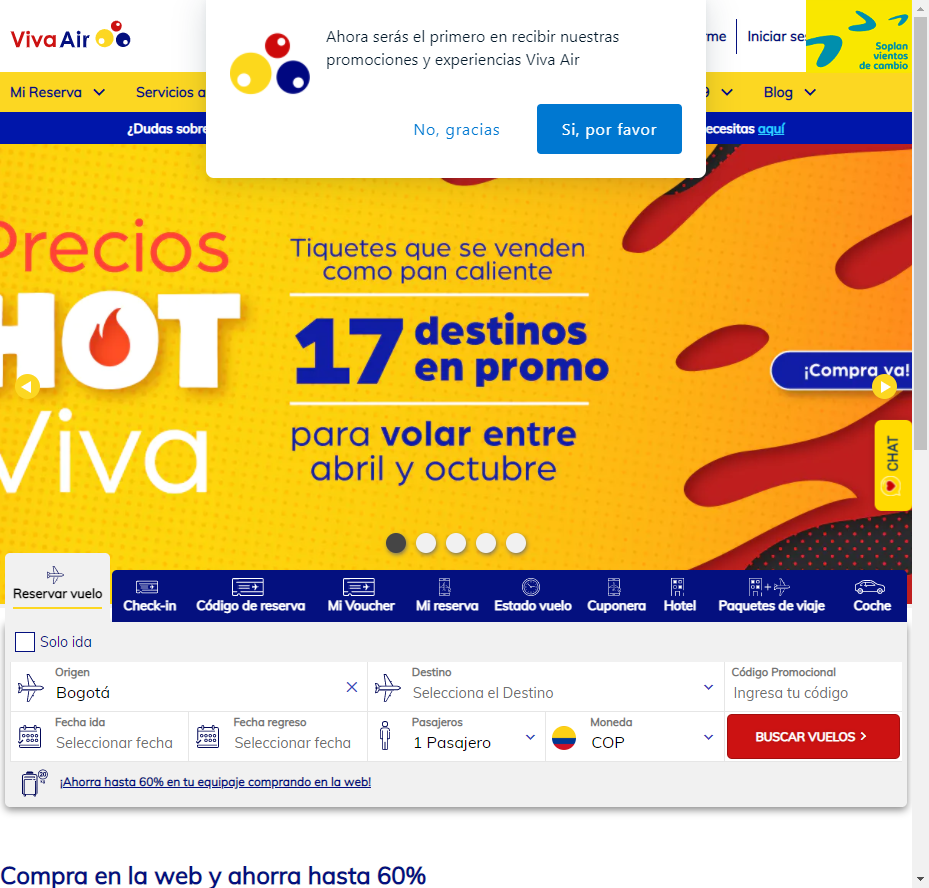 Viva Air
Ahora serás el primero en recibir nuestras
promociones y experiencias Viva Air
No, gracias
Si, por favor
Iniciar
Soplan
vientos
de cambio
Mi Reserva
Servicios
Blog
¿Dudas sobre
aquí
Precios
HOT
Viva
Tiquetes que se venden
como pan caliente
17 destinos
en promo
para volar entre
abril y octubre
¡Compra ya!
CHAT
Reservar vuelo
Check-in
Código de reserva
Mi Voucher
Mi reserva
Estado vuelo
Cuponera
Hotel
Paquetes de viaje
Coche
Solo ida
Origen
Bogotá
Destino
Selecciona el Destino
Código Promocional
Ingresa tu código
Fecha ida
Seleccionar fecha
Fecha regreso
Seleccionar fecha
Pasajeros
1 Pasajero
Moneda
COP
BUSCAR VUELOS
¡Ahorra hasta 60% en tu equipaje comprando en la web!
Compra en la web y ahorra hasta 60%